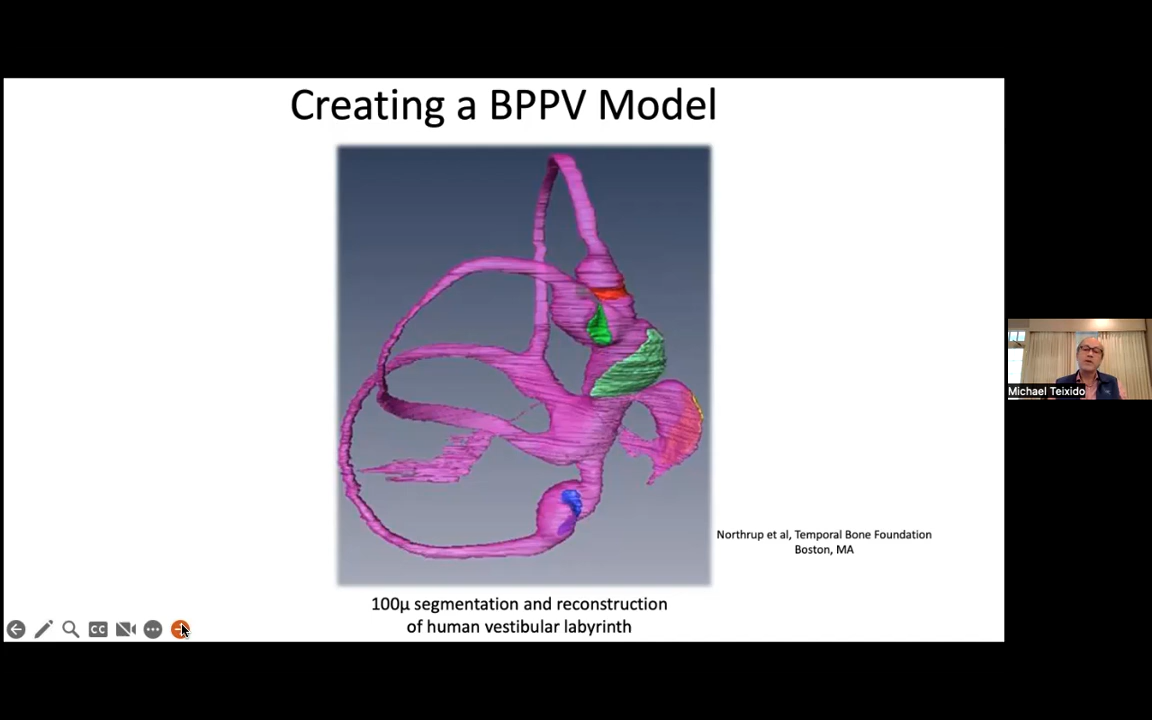 Creating a BPPV Model
Michael Teixido
Northrup et al, Temporal Bone Foundation
Boston, MA
100µ segmentation and reconstruction
of human vestibular labyrinth
CC